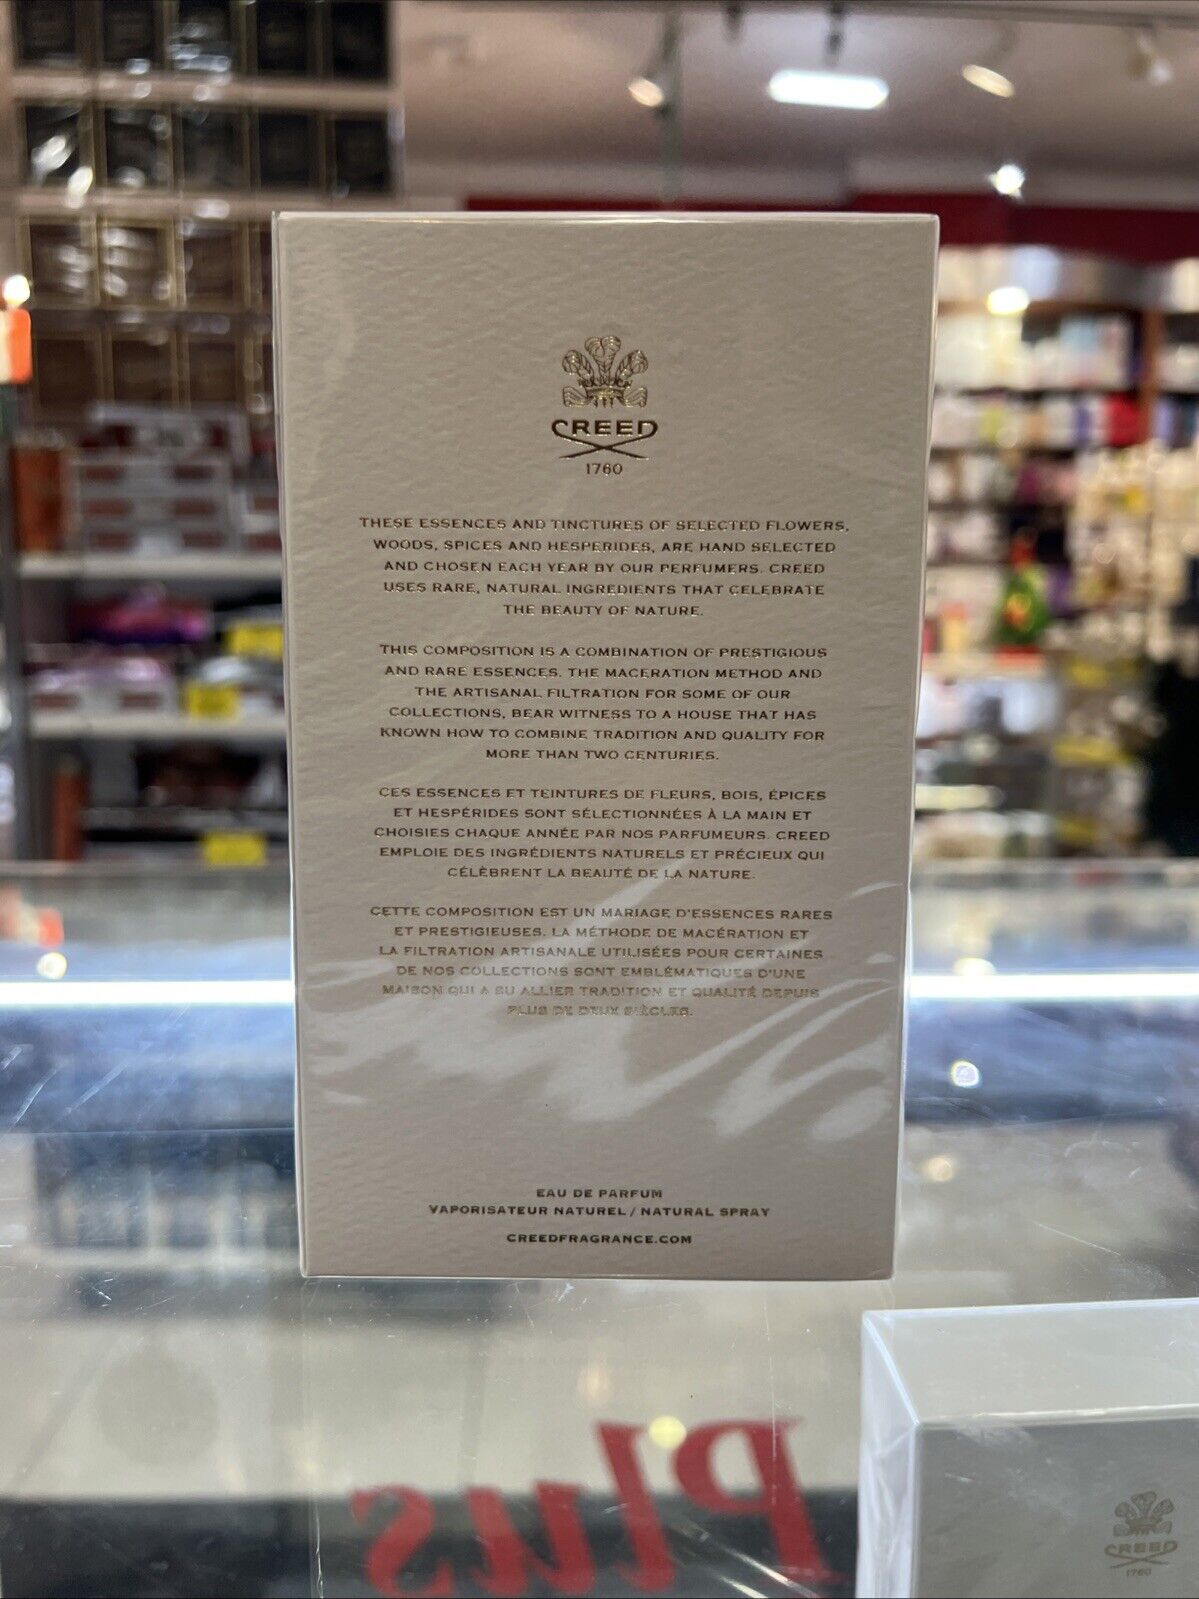 CREED
1760
THESE ESSENCES AND TINCTURES OF SELECTED FLOWERS,
WOODS, SPICES AND HESPERIDES, ARE HAND SELECTED
AND CHOSEN EACH YEAR BY OUR PERFUMERS. CREED
USES RARE, NATURAL INGREDIENTS THAT CELEBRATE
THE BEAUTY OF NATURE.
THIS COMPOSITION IS A COMBINATION OF PRESTIGIOUS
AND RARE ESSENCES. THE MACERATION METHOD AND
THE ARTISANAL FILTRATION FOR SOME OF OUR
COLLECTIONS, BEAR WITNESS TO A HOUSE THAT HAS
KNOWN HOW TO COMBINE TRADITION AND QUALITY FOR
MORE THAN TWO CENTURIES.
CES ESSENCES ET TEINTURES DE FLEURS, BOIS, ÉPICES
ET HESPÉRIDES SONT SÉLECTIONNÉES À LA MAIN ET
CHOISIES CHAQUE ANNÉE PAR NOS PARFUMEURS. CREED
EMPLOIE DES INGRÉDIENTS NATURELS ET PRÉCIEUX QUI
CÉLÈBRENT LA BEAUTÉ DE LA NATURE.
CETTE COMPOSITION EST UN MARIAGE D'ESSENCES RARES
ET PRESTIGIEUSES. LA MÉTHODE DE MACÉRATION ET
LA FILTRATION ARTISANALE UTILISÉES POUR CERTAINES
DE NOS COLLECTIONS SONT EMBLÉMATIQUES D'UNE
MAISON QUI A SU ALLIER TRADITION ET QUALITÉ DEPUIS
PLUS DE DEUX SIÈCLES.
EAU DE PARFUM
VAPORISATEUR NATUREL / NATURAL SPRAY
CREEDFRAGRANCE.COM
Plus
CREED
1760